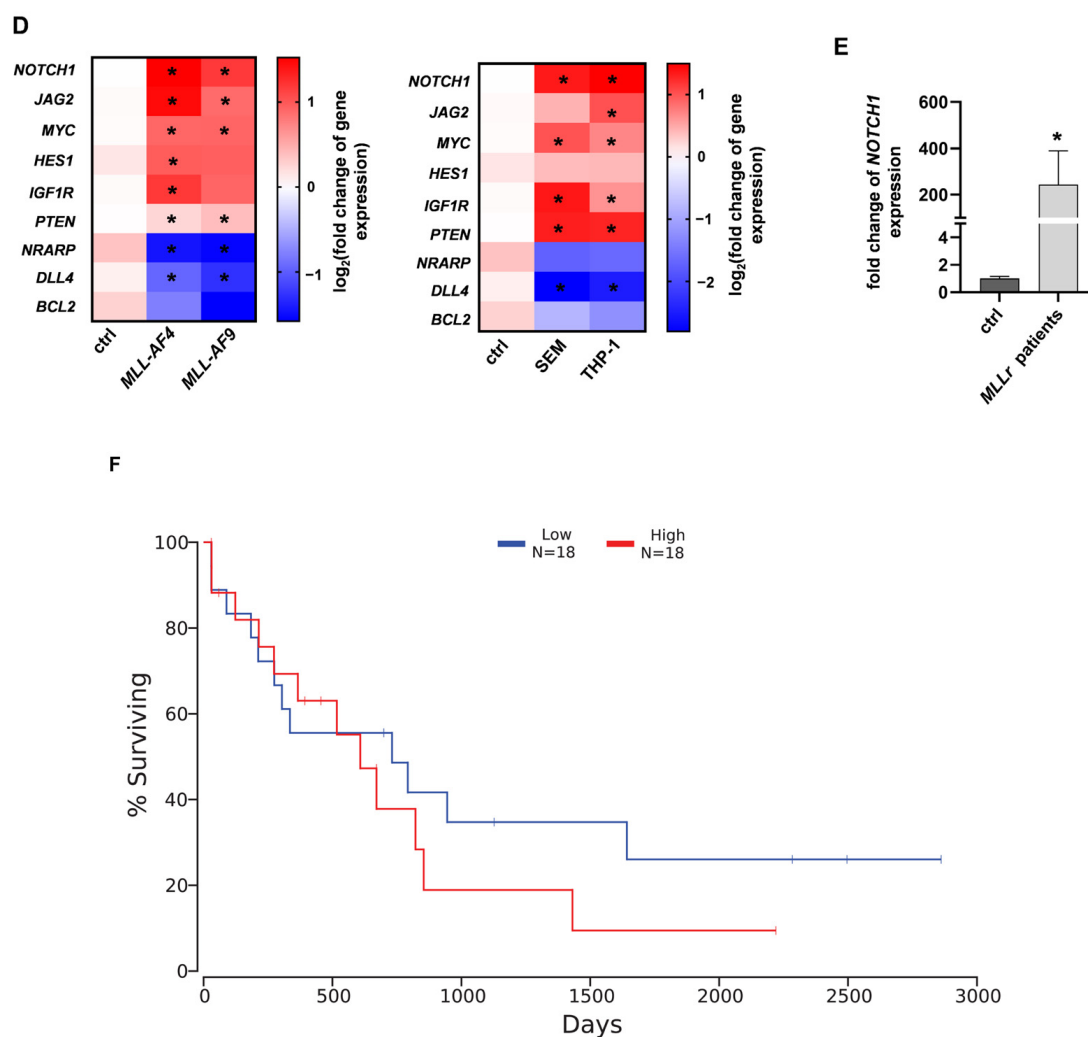 D
NOTCH1
JAG2
MYC
HES1
IGF1R
PTEN
NRARP
DLL4
BCL2
* *
* *
* *
*
*
* *
* *
* *
ctrl
MLL-AF4
MLL-AF9
1
0
−1
log2(fold change of gene
expression)
NOTCH1
JAG2
MYC
HES1
IGF1R
PTEN
NRARP
DLL4
BCL2
* *
*
* *
* *
* *
* *
ctrl
SEM
THP-1
1
0
−1
−2
log2(fold change of gene
expression)
E
fold change of NOTCH1
expression
600
400
200
4
2
0
*
ctrl
MLLr patients
F
Low
N=18
High
N=18
% Surviving
100
80
60
40
20
0
0 500 1000 1500 2000 2500 3000
Days